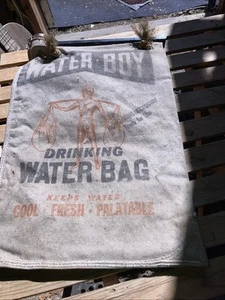 WATER BOY
DRINKING
WATER BAG
KEEPS WATER
COOL · FRESH · PALATABLE